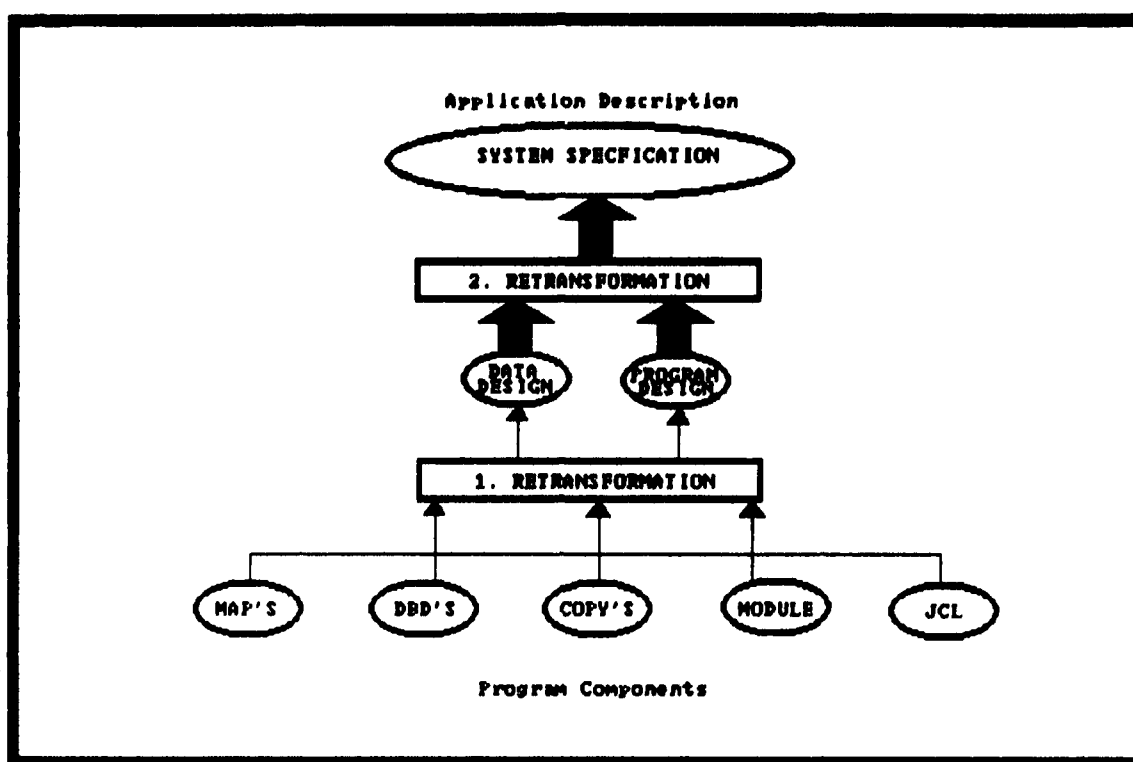 Application Description
SYSTEM SPECFICATION
2. RETRANSFORMATION
DATA
DESIGN
PROGRAM
DESIGN
1. RETRANSFORMATION
MAP'S
DBD'S
COPY'S
MODULE
JCL
Program Components